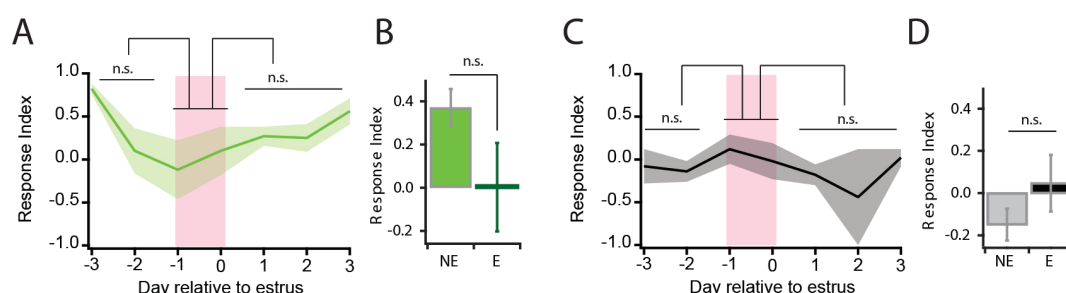 A
n.s.
n.s.
1.0
0.5
0.0
-0.5
-1.0
Response Index
-3 -2 -1 0 1 2 3
Day relative to estrus
B
n.s.
0.4
0.2
0.0
-0.2
Response Index
NE E
C
n.s.
n.s.
1.0
0.5
0.0
-0.5
-1.0
Response Index
-3 -2 -1 0 1 2 3
Day relative to estrus
D
n.s.
0.4
0.2
0.0
-0.2
Response Index
NE E